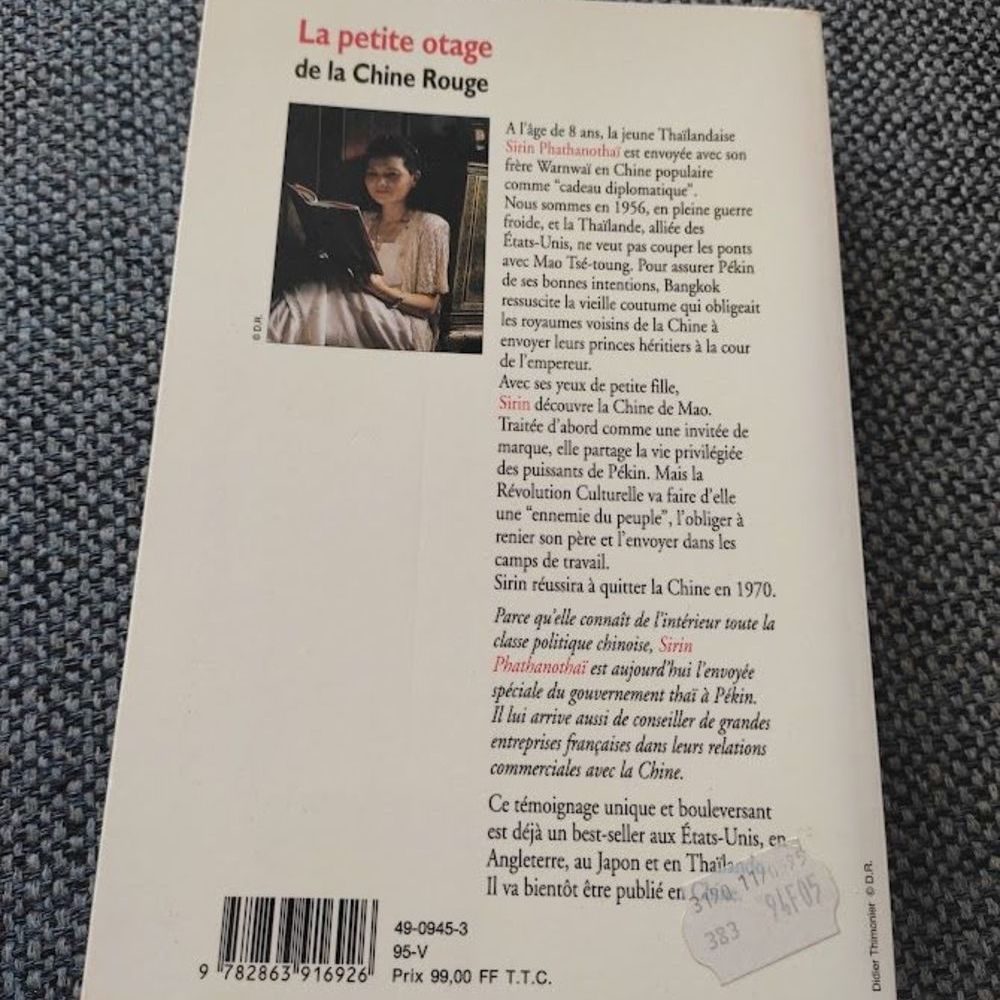 La petite otage
de la Chine Rouge
A l'âge de 8 ans, la jeune Thaïlandaise
Sirin Phathanothaï est envoyée avec son
frère Warnwaï en Chine populaire
comme "cadeau diplomatique".
Nous sommes en 1956, en pleine guerre
froide, et la Thaïlande, alliée des
États-Unis, ne veut pas couper les ponts
avec Mao Tsé-toung. Pour assurer Pékin
de ses bonnes intentions, Bangkok
ressuscite la vieille coutume qui obligeait
les royaumes voisins de la Chine à
envoyer leurs princes héritiers à la cour
de l'empereur.
Avec ses yeux de petite fille,
Sirin découvre la Chine de Mao.
Traitée d'abord comme une invitée de
marque, elle partage la vie privilégiée
des puissants de Pékin. Mais la
Révolution Culturelle va faire d'elle
une "ennemie du peuple", l'obliger à
renier son père et l'envoyer dans les
camps de travail.
Sirin réussira à quitter la Chine en 1970.
Parce qu'elle connaît de l'intérieur toute la
classe politique chinoise, Sirin
Phathanothaï est aujourd'hui l'envoyée
spéciale du gouvernement thaï à Pékin.
Il lui arrive aussi de conseiller de grandes
entreprises françaises dans leurs relations
commerciales avec la Chine.
Ce témoignage unique et bouleversant
est déjà un best-seller aux États-Unis, en
Angleterre, au Japon et en Thaïlande.
Il va bientôt être publié en
383 94F05
© D.R.
Didier Thimonier © D.R.
49-0945-3
95-V
9 782863 916926 Prix 99,00 FF T.T.C.